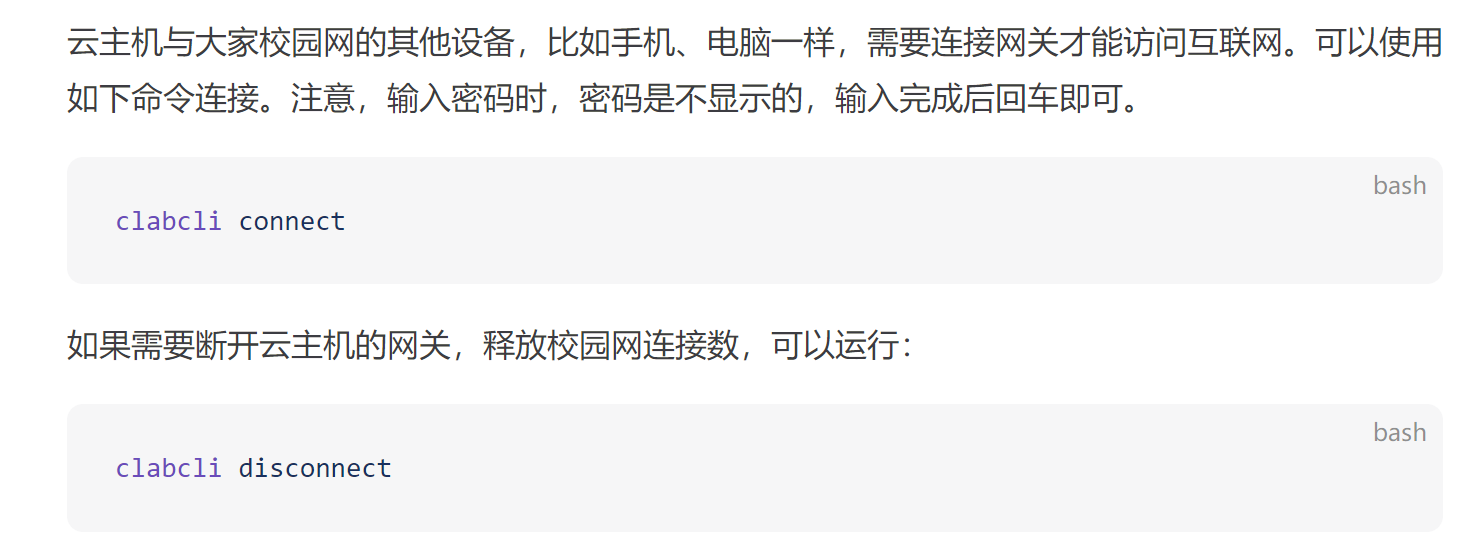 云主机与大家校园网的其他设备，比如手机、电脑一样，需要连接网关才能访问互联网。可以使用
如下命令连接。注意，输入密码时，密码是不显示的，输入完成后回车即可。
bash
clabcli connect
如果需要断开云主机的网关，释放校园网连接数，可以运行：
bash
clabcli disconnect